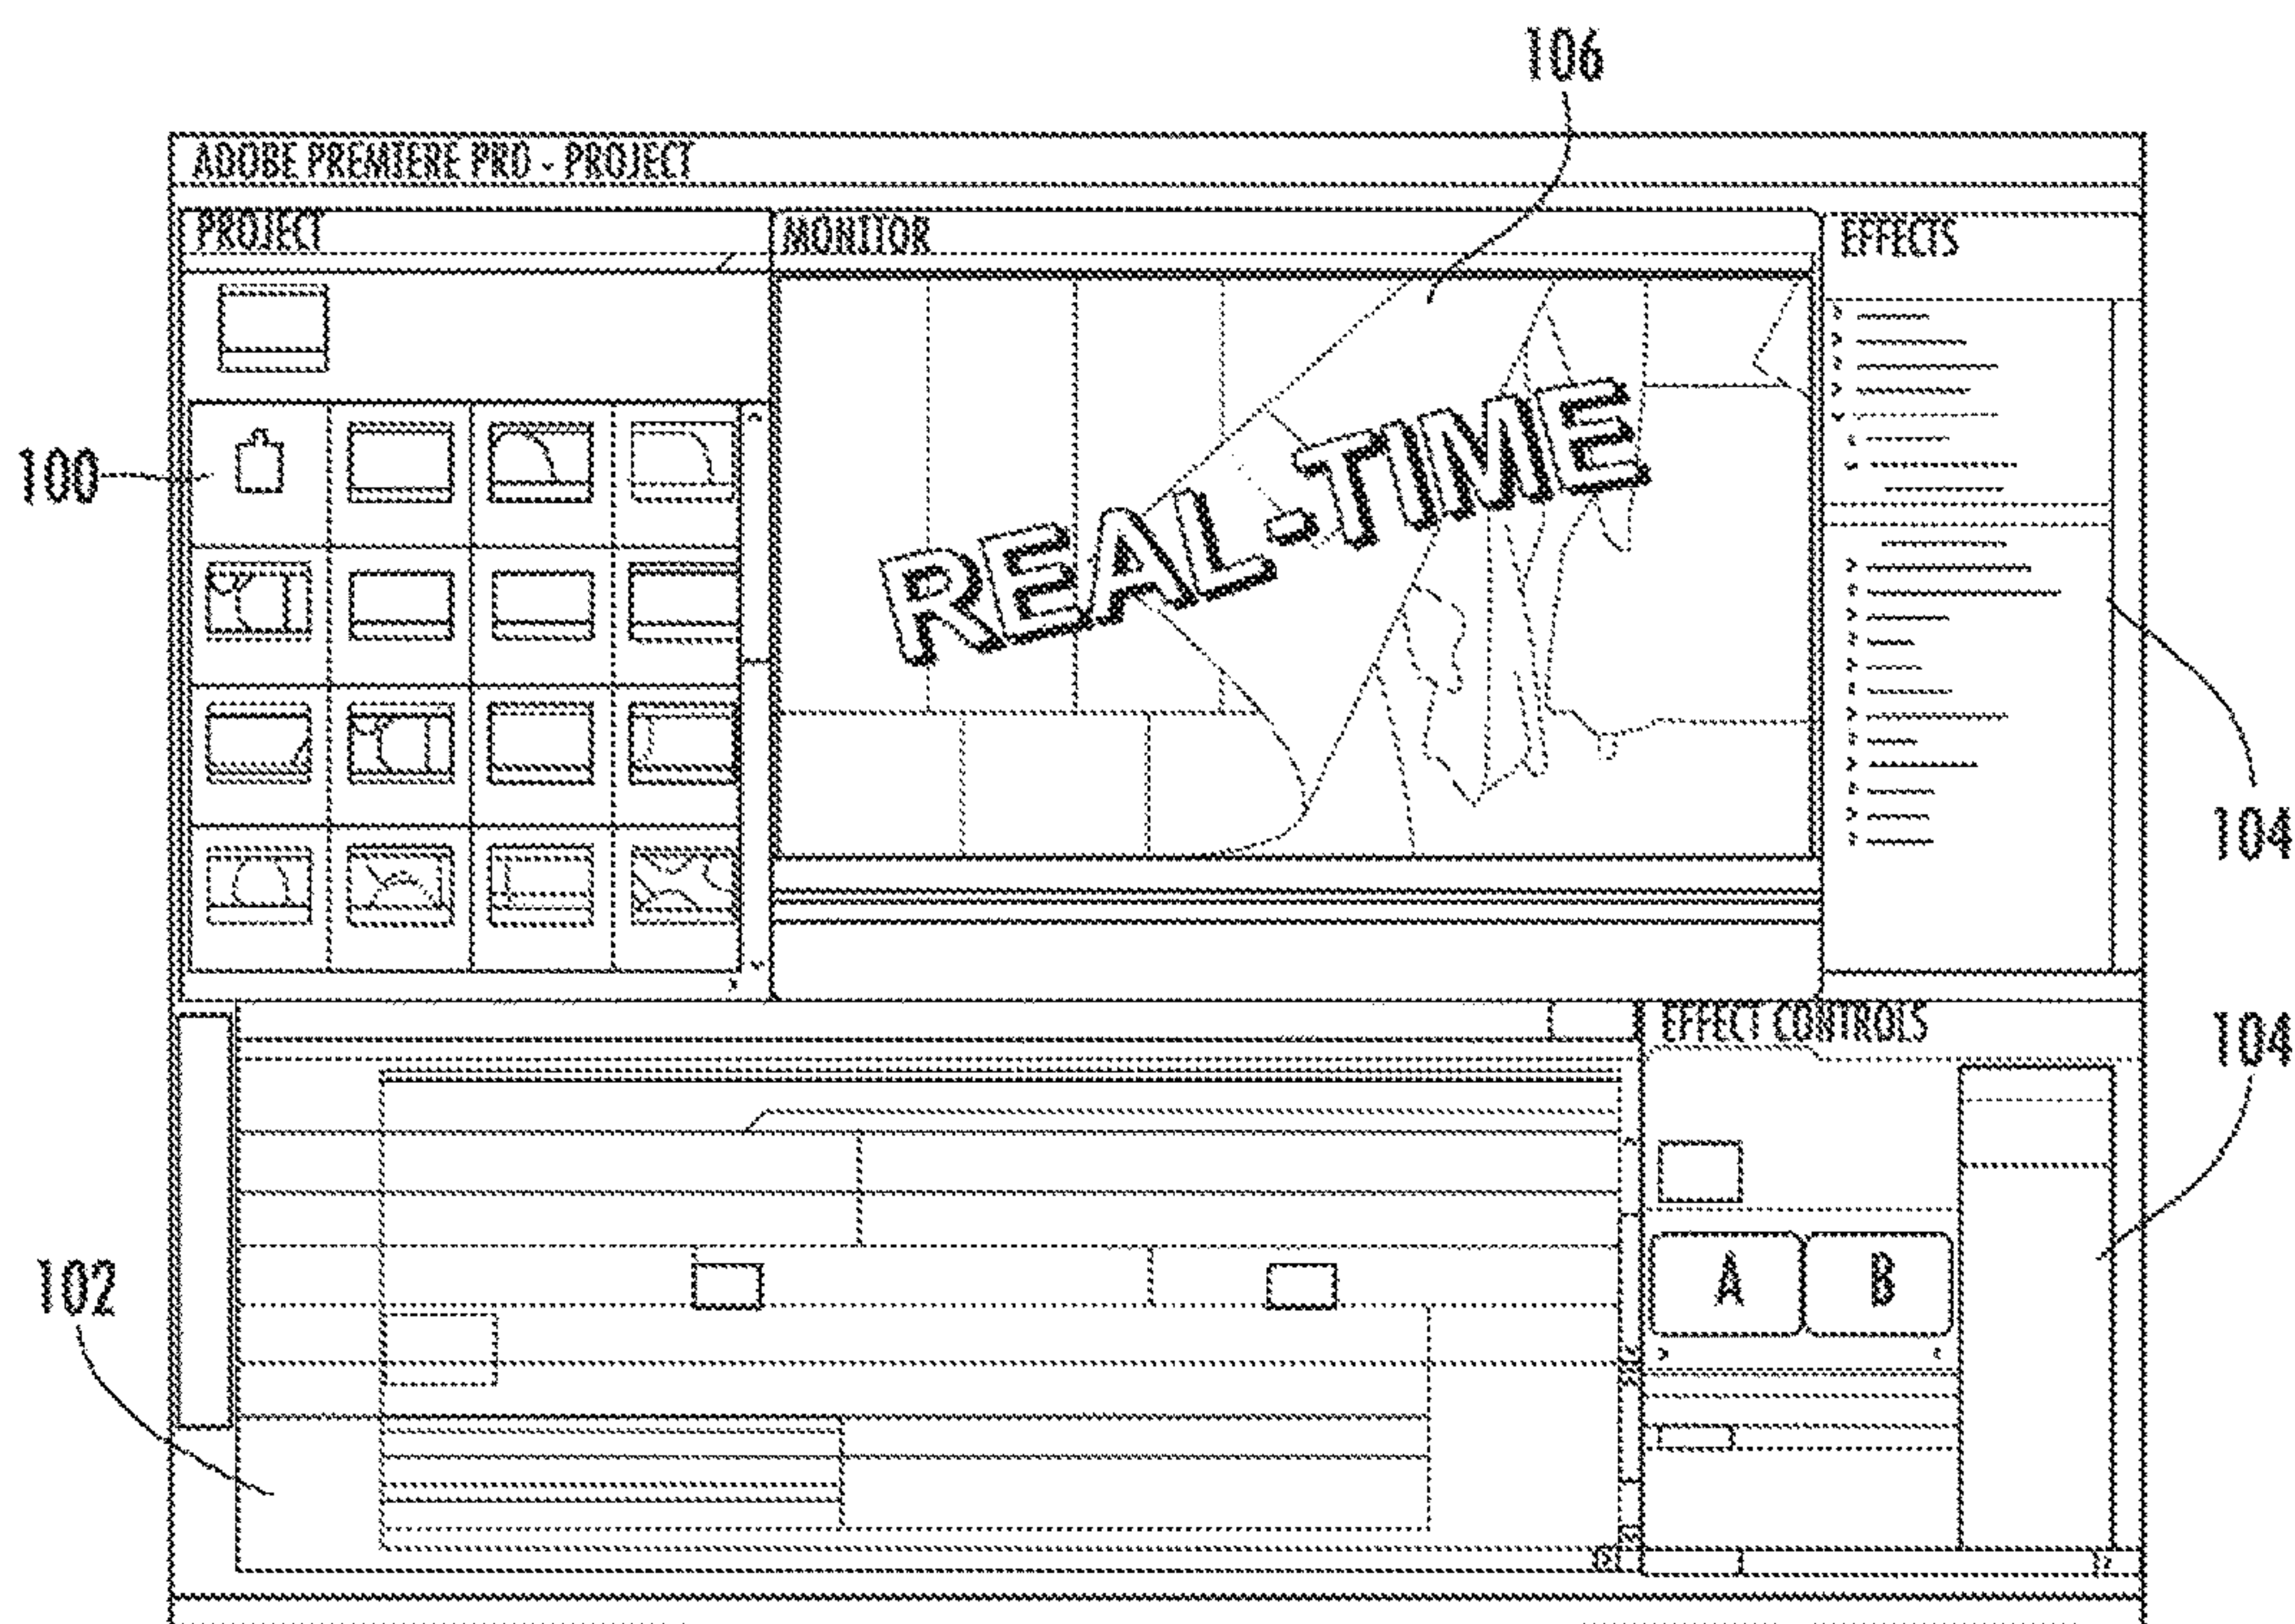 106
ADOBE PREMIERE PRO - PROJECT
PROJECT
MONITOR
EFFECTS
100
REAL-TIME
104
EFFECT CONTROLS
104
102
A
B